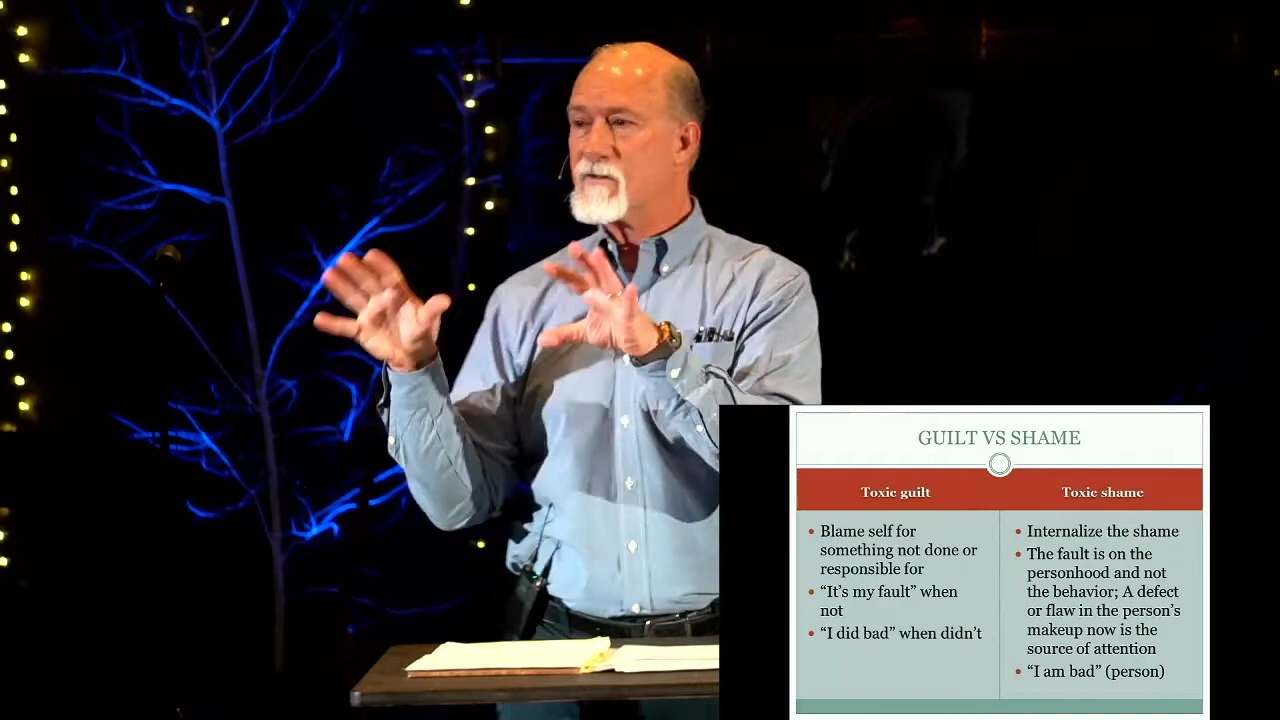 GUILT VS SHAME
Toxic guilt
Toxic shame
• Blame self for
something not done or
responsible for
• “It’s my fault” when
not
• “I did bad” when didn’t
• Internalize the shame
• The fault is on the
personhood and not
the behavior; A defect
or flaw in the person’s
makeup now is the
source of attention
• “I am bad” (person)